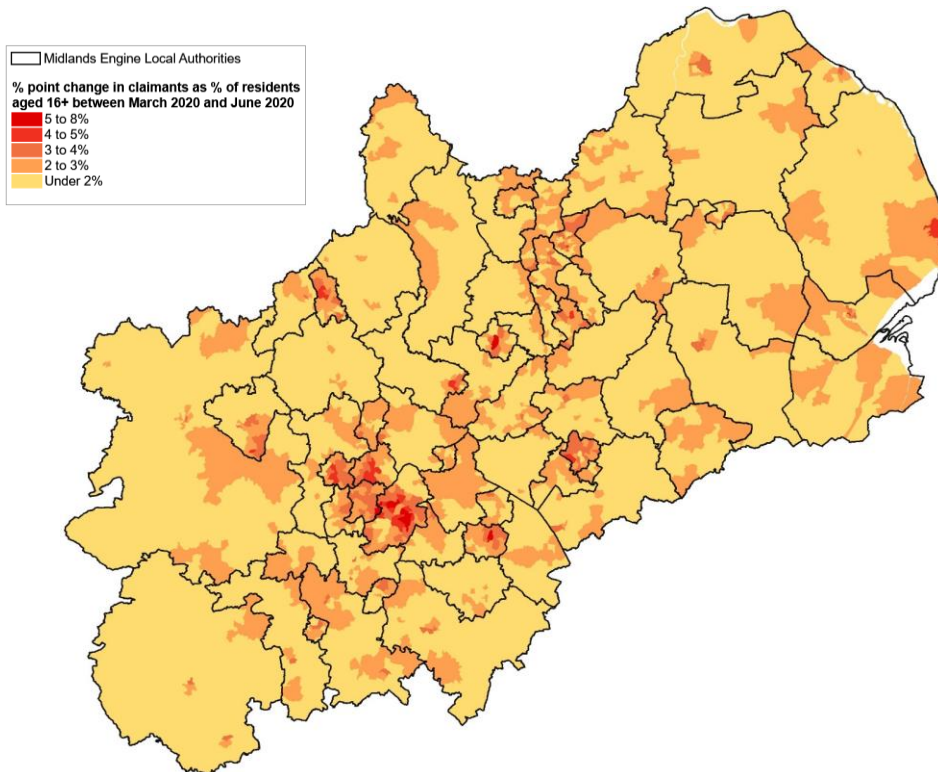 Midlands Engine Local Authorities
% point change in claimants as % of residents
aged 16+ between March 2020 and June 2020
5 to 8%
4 to 5%
3 to 4%
2 to 3%
Under 2%